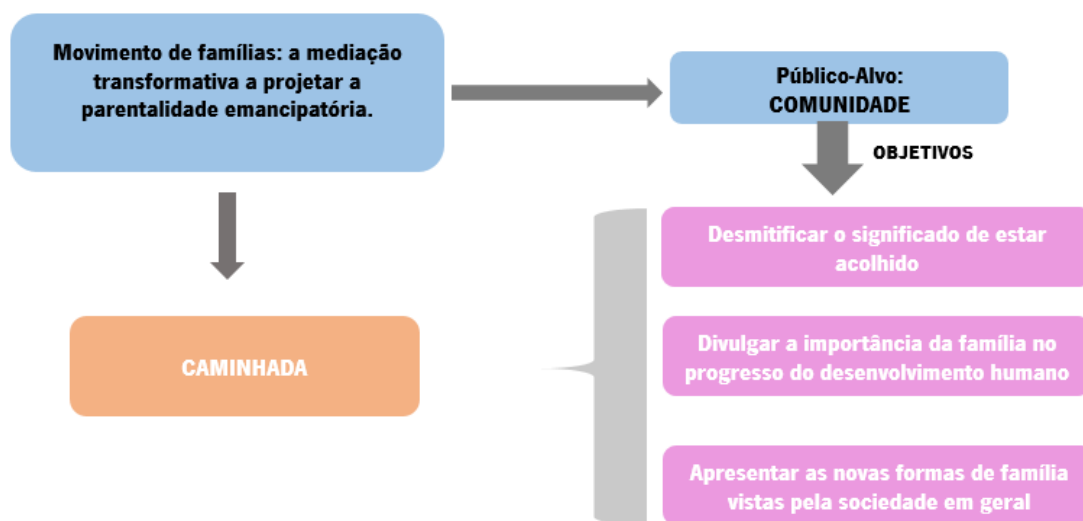 Movimento de famílias: a mediação
transformativa a projetar a
parentalidade emancipatória.
Público-Alvo:
COMUNIDADE
OBJETIVOS
Desmitificar o significado de estar
acolhido
CAMINHADA
Divulgar a importância da família no
progresso do desenvolvimento humano
Apresentar as novas formas de família
vistas pela sociedade em geral